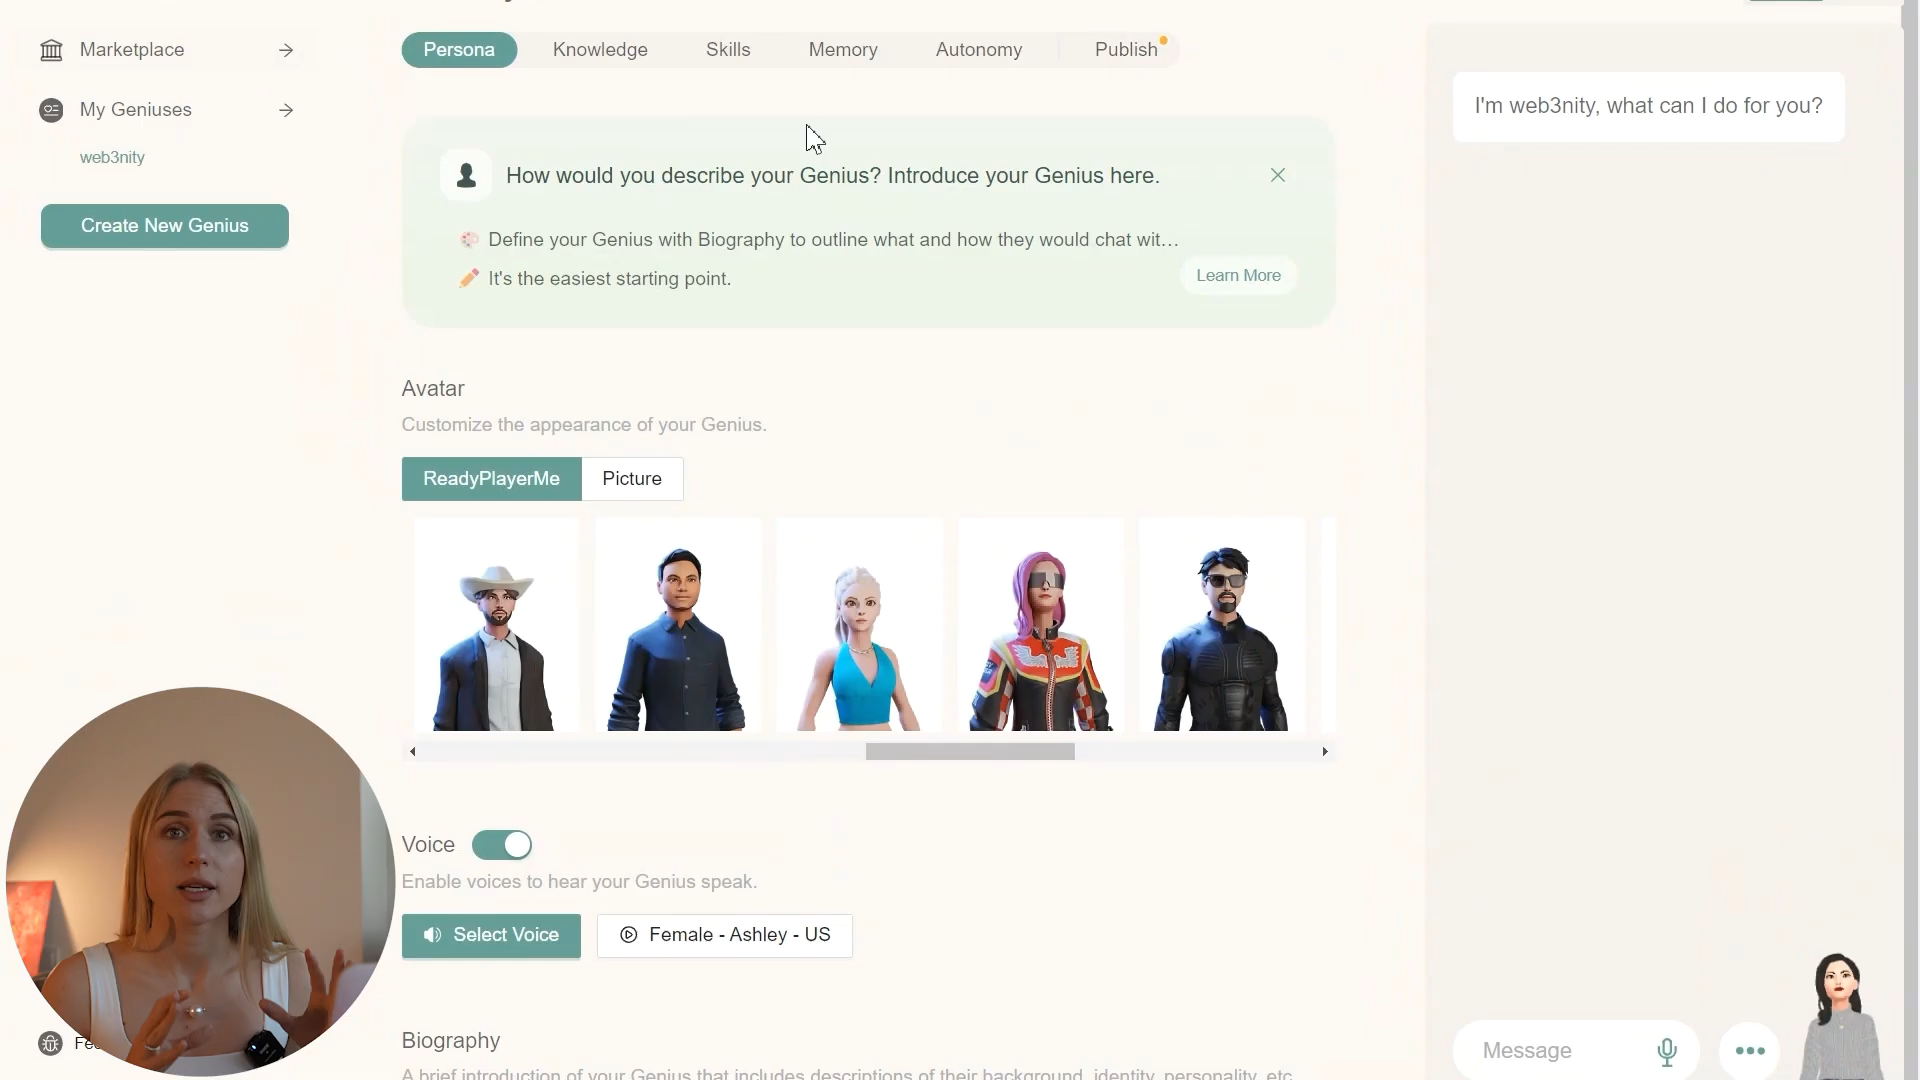 Marketplace
My Geniuses
web3nity
Create New Genius
Persona
Knowledge
Skills
Memory
Autonomy
Publish
How would you describe your Genius? Introduce your Genius here.
Define your Genius with Biography to outline what and how they would chat wit...
It's the easiest starting point.
Learn More
Avatar
Customize the appearance of your Genius.
ReadyPlayerMe
Picture
Voice
Enable voices to hear your Genius speak.
Select Voice
Female - Ashley - US
Biography
A brief introduction of your Genius that includes descriptions of their background, identity, personality, etc.
I'm web3nity, what can I do for you?
Message